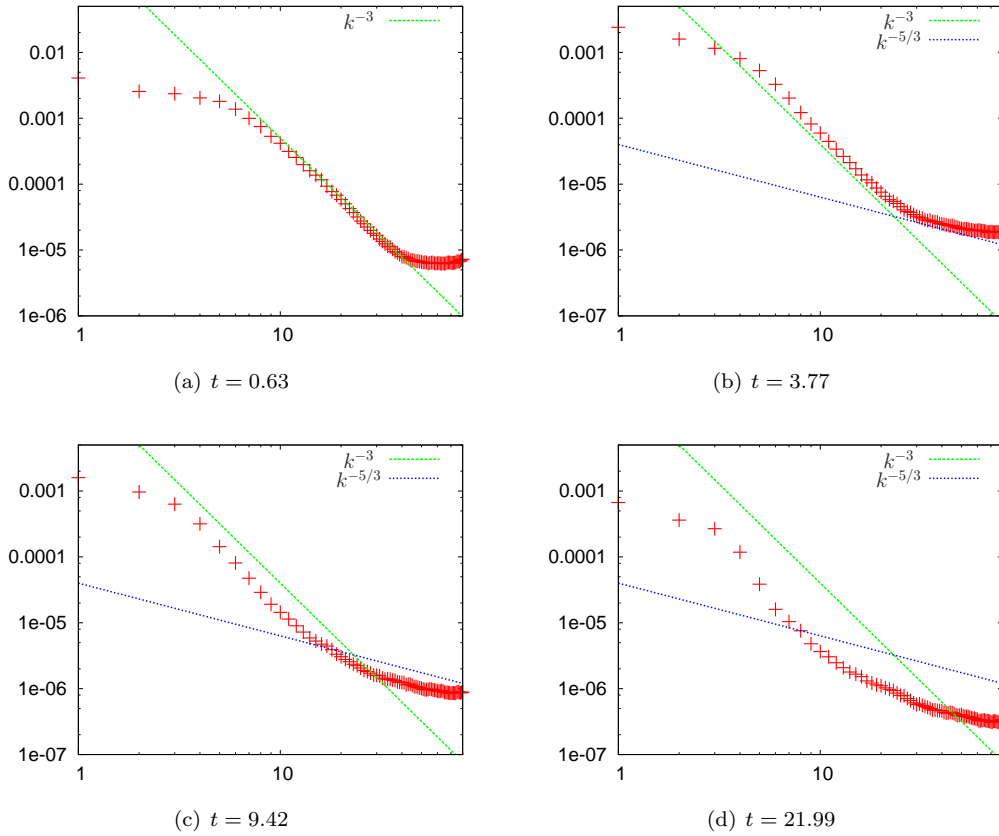 k⁻³
0.01
0.001
0.0001
1e-05
1e-06
1
10
(a) t = 0.63
k⁻³
k⁻⁵/³
0.001
0.0001
1e-05
1e-06
1e-07
1
10
(b) t = 3.77
k⁻³
k⁻⁵/³
0.001
0.0001
1e-05
1e-06
1e-07
1
10
(c) t = 9.42
k⁻³
k⁻⁵/³
0.001
0.0001
1e-05
1e-06
1e-07
1
10
(d) t = 21.99